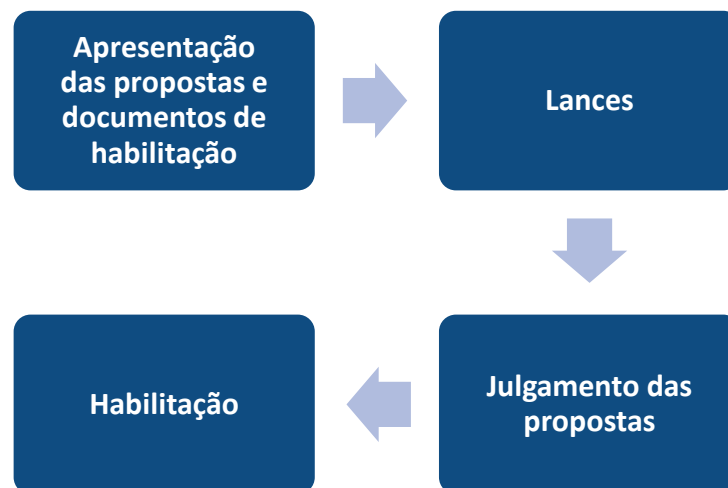 Apresentação
das propostas e
documentos de
habilitação
Lances
Julgamento das
propostas
Habilitação